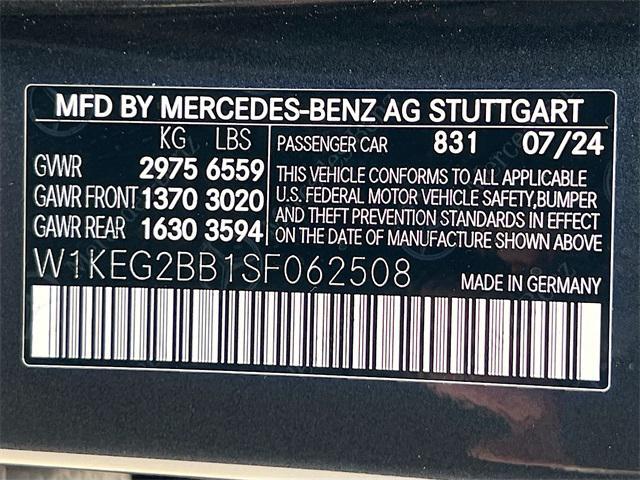 MFD BY MERCEDES-BENZ AG STUTTGART
KG LBS
GVWR 2975 6559
GAWR FRONT 1370 3020
GAWR REAR 1630 3594
PASSENGER CAR 831 07/24
THIS VEHICLE CONFORMS TO ALL APPLICABLE
U.S. FEDERAL MOTOR VEHICLE SAFETY,BUMPER
AND THEFT PREVENTION STANDARDS IN EFFECT
ON THE DATE OF MANUFACTURE SHOWN ABOVE
W1KEG2BB1SF062508
MADE IN GERMANY